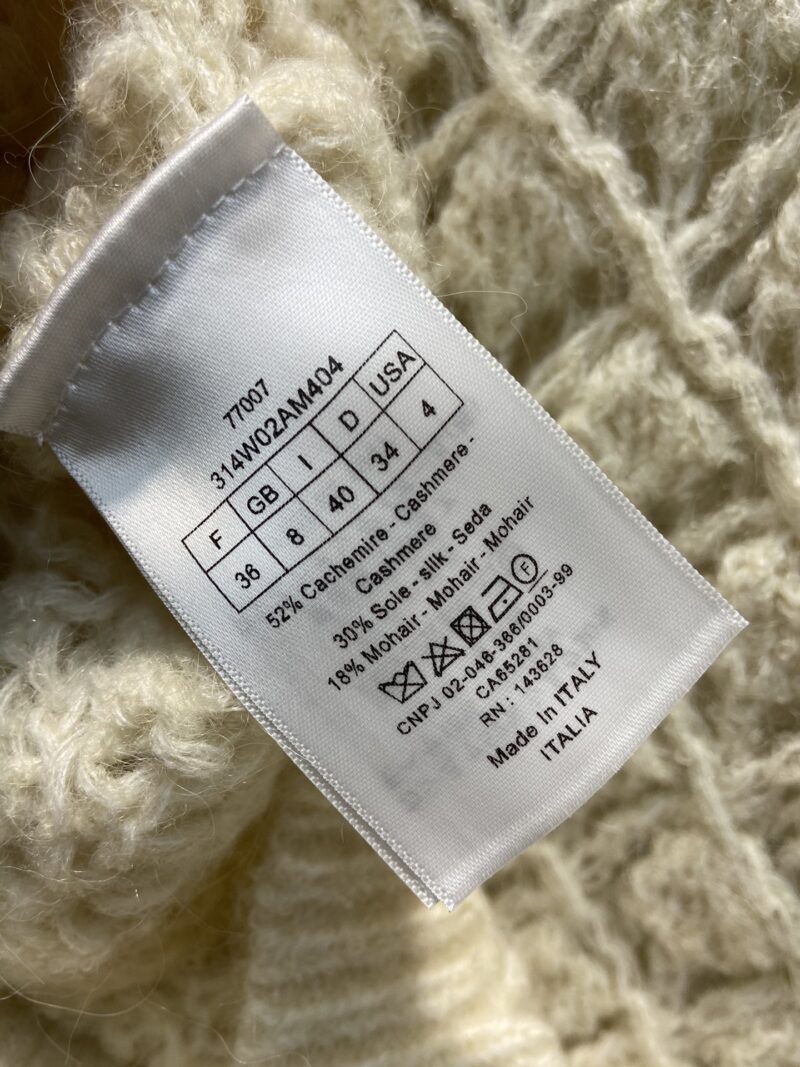 77007
314W02AM404
F GB I D USA
36 8 40 34 4
52% Cachemire - Cashmere -
Cashmere
30% Soie - silk - Seda
18% Mohair - Mohair - Mohair
F
CNPJ 02-046-366/0003-99
CA65281
RN : 143628
Made In ITALY
ITALIA